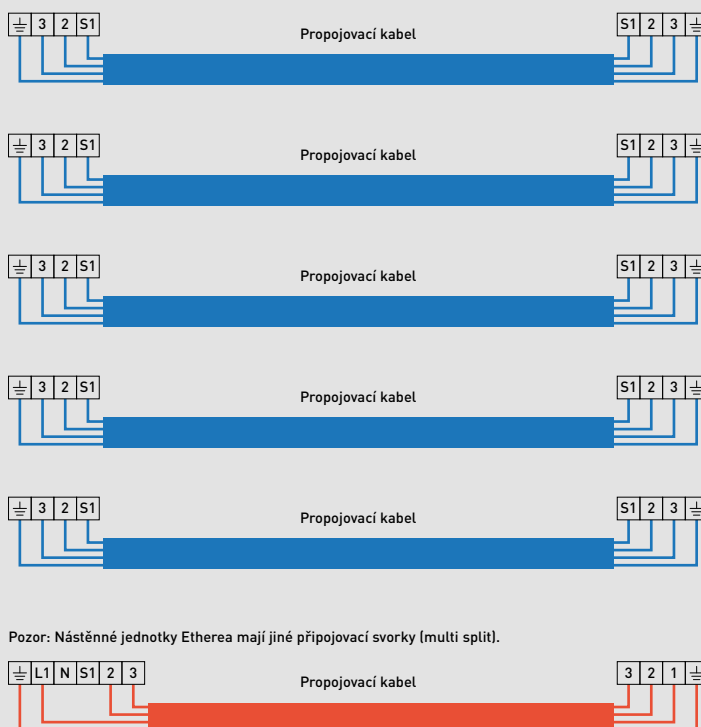 ⏚ 3 2 S1 Propojovací kabel S1 2 3 ⏚
⏚ 3 2 S1 Propojovací kabel S1 2 3 ⏚
⏚ 3 2 S1 Propojovací kabel S1 2 3 ⏚
⏚ 3 2 S1 Propojovací kabel S1 2 3 ⏚
⏚ 3 2 S1 Propojovací kabel S1 2 3 ⏚
Pozor: Nástěnné jednotky Etherea mají jiné připojovací svorky (multi split).
⏚ L1 N S1 2 3 Propojovací kabel 3 2 1 ⏚